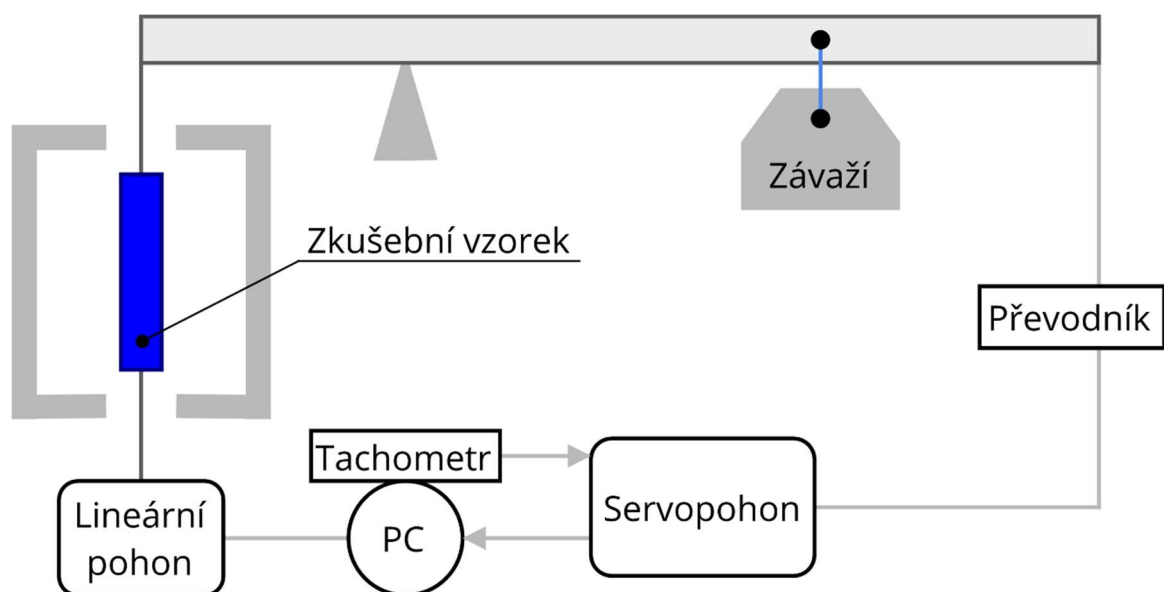 Závaží
Zkušební vzorek
Převodník
Tachometr
Lineární
pohon
PC
Servopohon